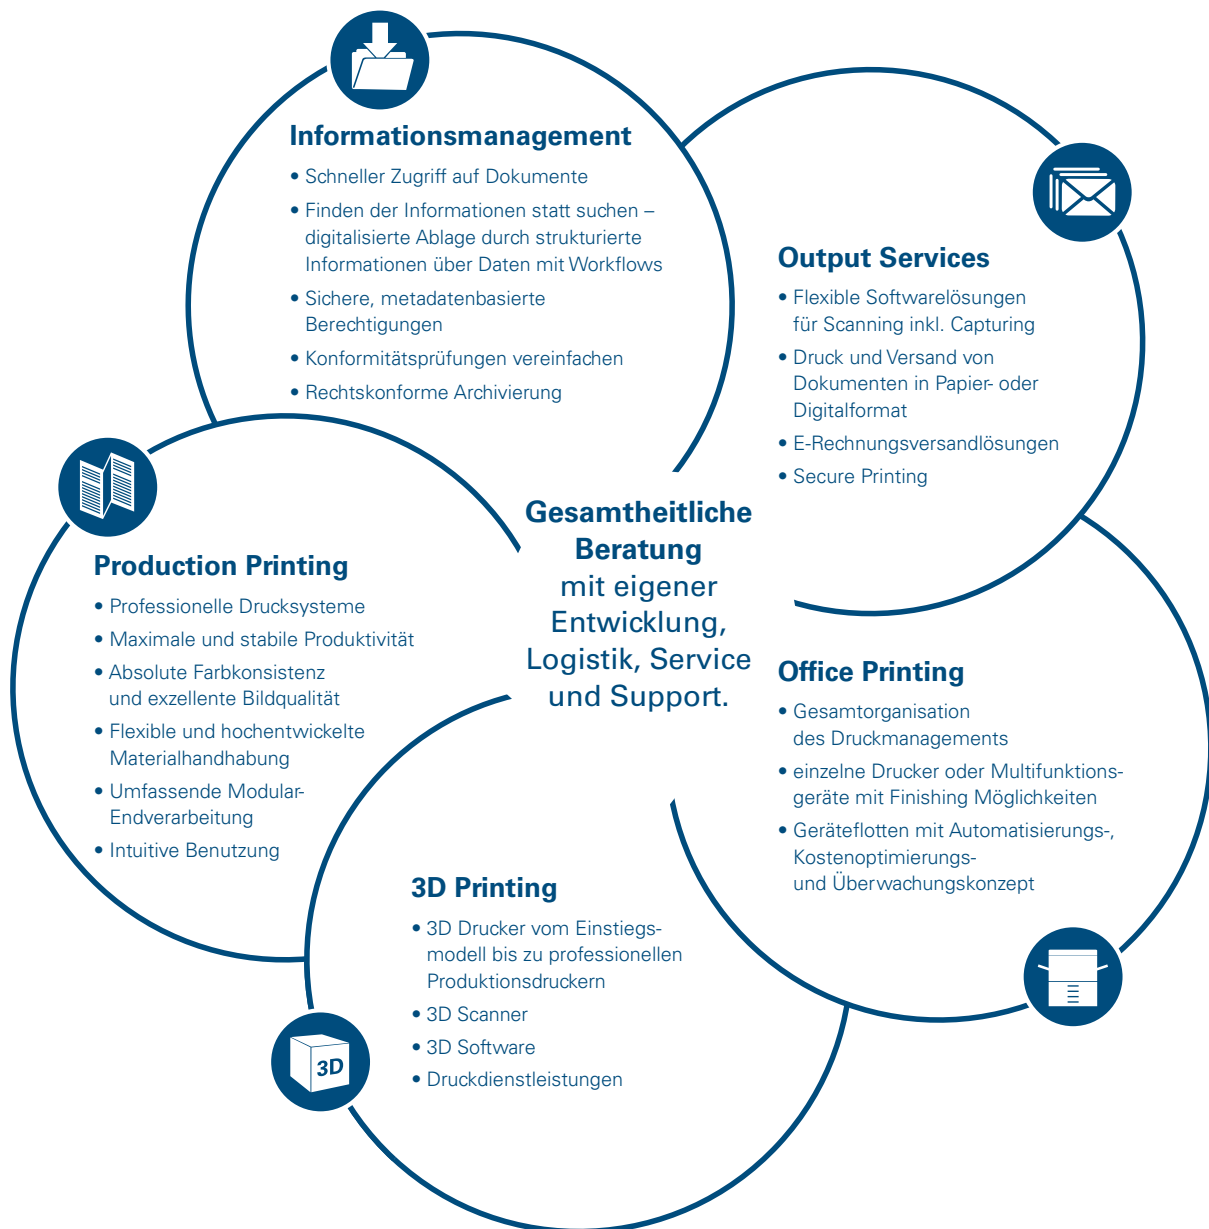 Informationsmanagement
• Schneller Zugriff auf Dokumente
• Finden der Informationen statt suchen –
digitalisierte Ablage durch strukturierte
Informationen über Daten mit Workflows
• Sichere, metadatenbasierte
Berechtigungen
• Konformitätsprüfungen vereinfachen
• Rechtskonforme Archivierung
Output Services
• Flexible Softwarelösungen
für Scanning inkl. Capturing
• Druck und Versand von
Dokumenten in Papier- oder
Digitalformat
• E-Rechnungsversandlösungen
• Secure Printing
Gesamtheitliche
Beratung
mit eigener
Entwicklung,
Logistik, Service
und Support.
Production Printing
• Professionelle Drucksysteme
• Maximale und stabile Produktivität
• Absolute Farbkonsistenz
und exzellente Bildqualität
• Flexible und hochentwickelte
Materialhandhabung
• Umfassende Modular-
Endverarbeitung
• Intuitive Benutzung
Office Printing
• Gesamtorganisation
des Druckmanagements
• einzelne Drucker oder Multifunktions-
geräte mit Finishing Möglichkeiten
• Geräteflotten mit Automatisierungs-,
Kostenoptimierungs-
und Überwachungskonzept
3D Printing
• 3D Drucker vom Einstiegs-
modell bis zu professionellen
Produktionsdruckern
• 3D Scanner
• 3D Software
• Druckdienstleistungen
3D